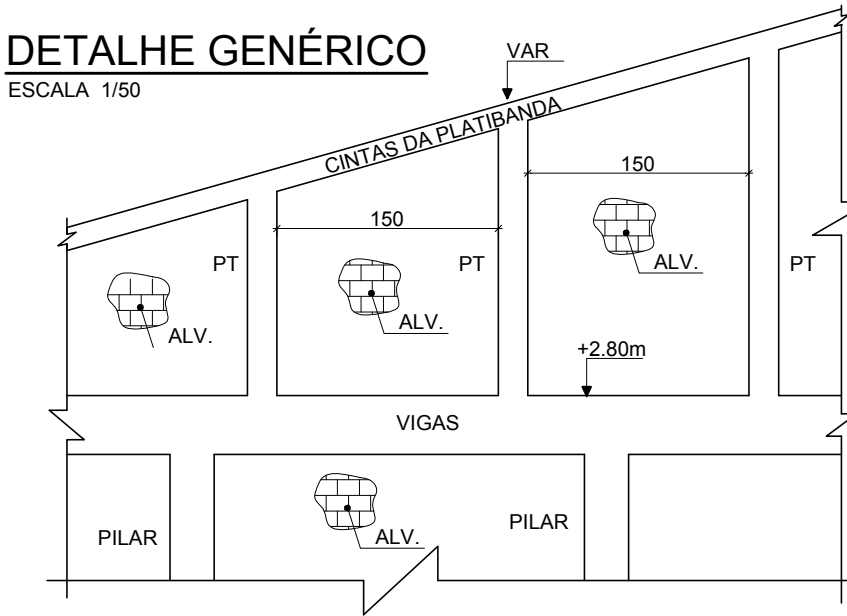 DETALHE GENÉRICO
ESCALA 1/50
VAR
CINTAS DA PLATIBANDA
150
150
PT
PT
PT
ALV.
ALV.
ALV.
+2.80m
VIGAS
PILAR
ALV.
PILAR